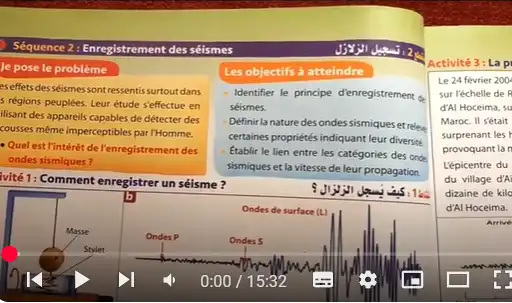 Séquence 2 : Enregistrement des séismes
2 : تسجيل الزلازل
Je pose le problème
es effets des séismes sont ressentis surtout dans
s régions peuplées. Leur étude s'effectue en
ilisant des appareils capables de détecter des
cousses même imperceptibles par l'Homme.
• Quel est l'intérêt de l'enregistrement des
ondes sismiques ?
Les objectifs à atteindre
- Identifier le principe d'enregistrement de
séismes.
- Définir la nature des ondes sismiques et releve
certaines propriétés indiquant leur diversité.
- Établir le lien entre les catégories des onde
sismiques et la vitesse de leur propagation.
ivité 1 : Comment enregistrer un séisme ?
1 : كيف يُسجل الزلزال ؟
Masse
Stylet
b
Ondes de surface (L)
Ondes P
Ondes S
Activité 3 : La p
Le 24 février 2004
sur l'échelle de R
d'Al Hoceima, su
Maroc. Il s'était
surprenant les h
provoquant la n
L'épicentre du
du village d'Ai
dizaine de kilo
d'Al Hoceima.
Arrivé
0:00 / 15:32